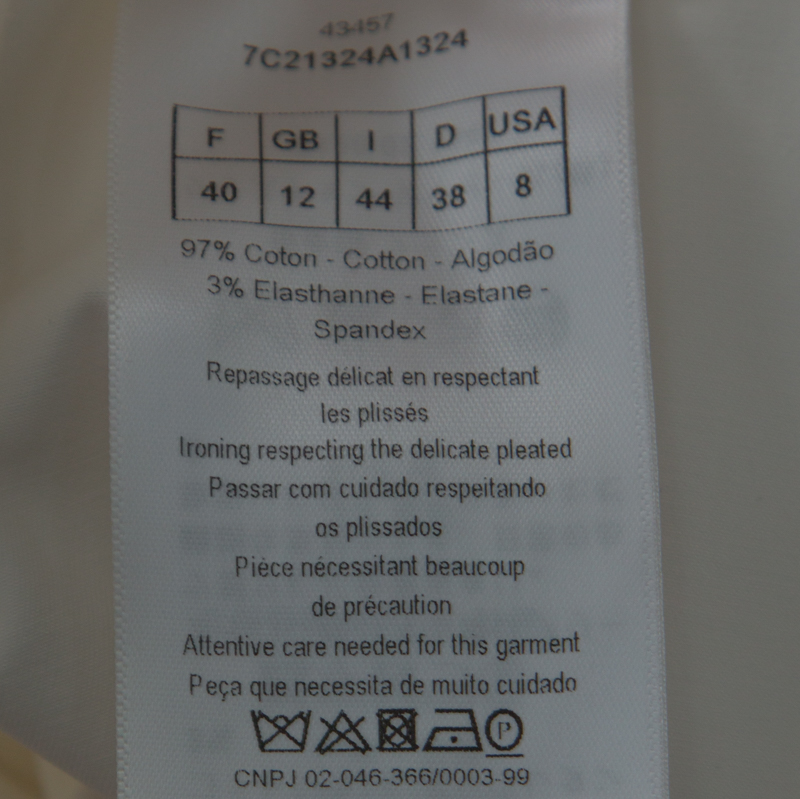 43457
7C21324A1324
F GB I D USA
40 12 44 38 8
97% Coton - Cotton - Algodão
3% Elasthanne - Elastane -
Spandex
Repassage délicat en respectant
les plissés
Ironing respecting the delicate pleated
Passar com cuidado respeitando
os plissados
Pièce nécessitant beaucoup
de précaution
Attentive care needed for this garment
Peça que necessita de muito cuidado
P
CNPJ 02-046-366/0003-99